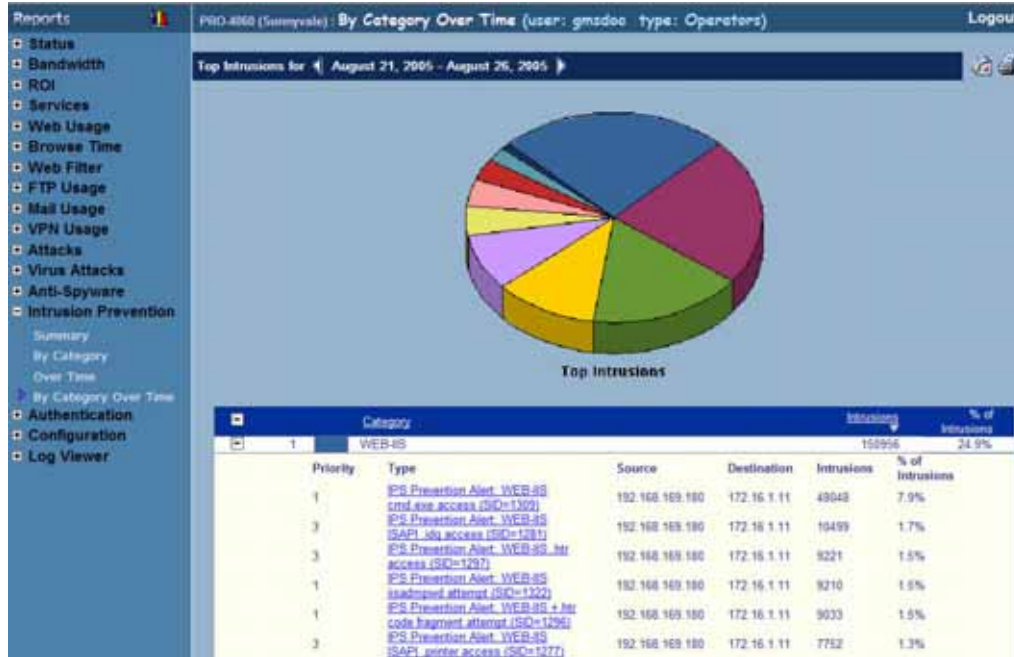 Reports
PRO-4060 (Sunnyvale) : By Category Over Time (user: gmsdoc type: Operators)
Logou
Status
Bandwidth
ROI
Services
Web Usage
Browse Time
Web Filter
FTP Usage
Mail Usage
VPN Usage
Attacks
Virus Attacks
Anti-Spyware
Intrusion Prevention
Summary
By Category
Over Time
By Category Over Time
Authentication
Configuration
Log Viewer
Top Intrusions for August 21, 2005 - August 26, 2005
Top Intrusions
Category Intrusions % of Intrusions
1 WEB-IIS 24.9%
Priority Type Source Destination Intrusions % of Intrusions
1 IPS Prevention Alert: WEB-IIS cmd.exe access (SID=1309) 192.168.169.180 172.16.1.11 7.9%
3 IPS Prevention Alert: WEB-IIS ISAPI .idq access (SID=1281) 192.168.169.180 172.16.1.11 10499 1.7%
3 IPS Prevention Alert: WEB-IIS .htr access (SID=1297) 192.168.169.180 172.16.1.11 9221 1.5%
1 IPS Prevention Alert: WEB-IIS attempt (SID=1322) 192.168.169.180 172.16.1.11 9210 1.5%
1 IPS Prevention Alert: WEB-IIS + .htr code fragment attempt (SID=1296) 192.168.169.180 172.16.1.11 9033 1.5%
3 IPS Prevention Alert: WEB-IIS ISAPI .printer access (SID=1277) 192.168.169.180 172.16.1.11 7752 1.3%